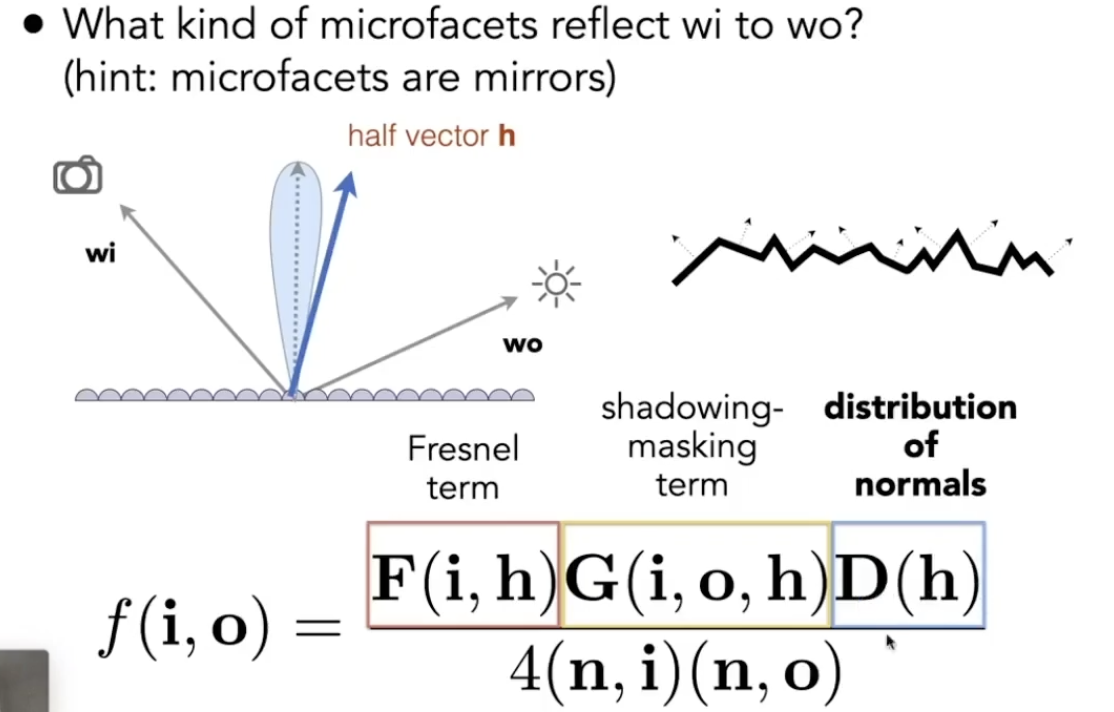 • What kind of microfacets reflect wi to wo?
(hint: microfacets are mirrors)
half vector h
wi
wo
Fresnel
term
shadowing-
masking
term
distribution
of
normals
f(i, o) = F(i, h)G(i, o, h)D(h)
4(n, i)(n, o)